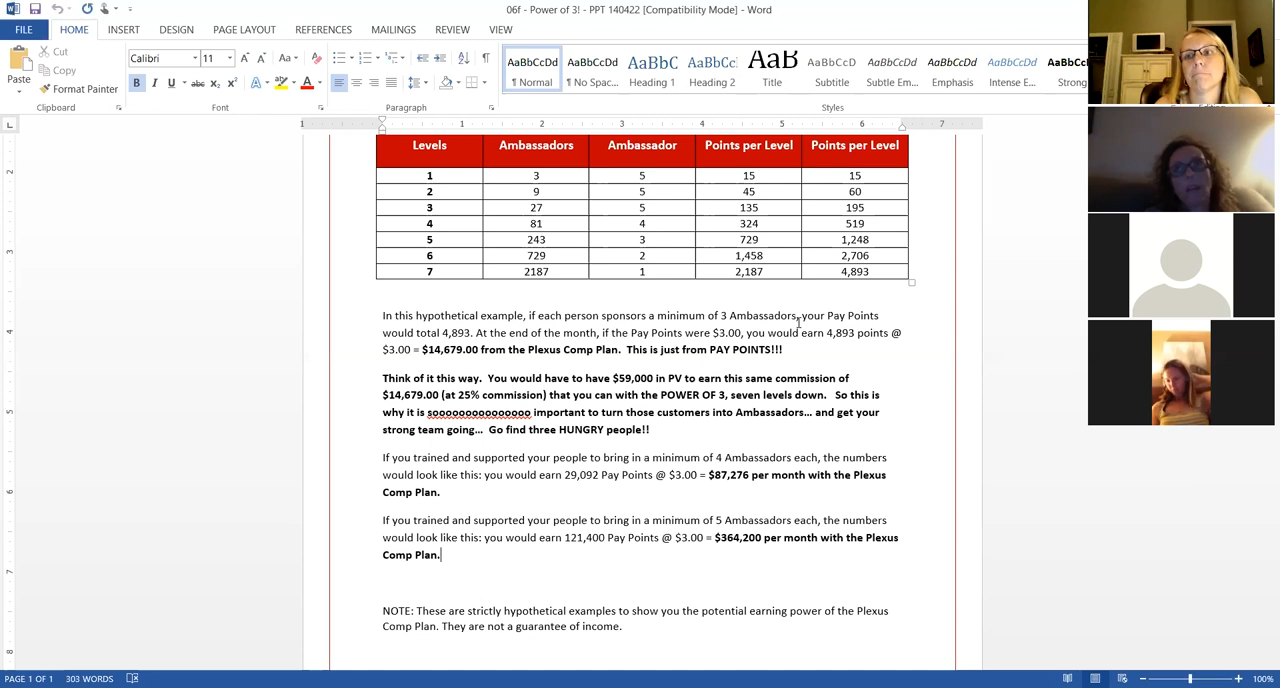 06f - Power of 3! - PPT 140422 [Compatibility Mode] - Word
FILE HOME INSERT DESIGN PAGE LAYOUT REFERENCES MAILINGS REVIEW VIEW
Cut
Copy
Format Painter
Paste
Clipboard
Calibri 11
Font
Paragraph
AaBbCcDd AaBbCcDd AaBbC AaBbCc AaB AaBbCcD AaBbCcDd AaBbCcDd AaBbCcDd AaBbCc
¶ Normal ¶ No Spac... Heading 1 Heading 2 Title Subtitle Subtle Em... Emphasis Intense E... Strong
Styles
Levels Ambassadors Ambassador Points per Level Points per Level
1 3 5 15 15
2 9 5 45 60
3 27 5 135 195
4 81 4 324 519
5 243 3 729 1,248
6 729 2 1,458 2,706
7 2187 1 2,187 4,893
In this hypothetical example, if each person sponsors a minimum of 3 Ambassadors, your Pay Points
would total 4,893. At the end of the month, if the Pay Points were $3.00, you would earn 4,893 points @
$3.00 = $14,679.00 from the Plexus Comp Plan. This is just from PAY POINTS!!!
Think of it this way. You would have to have $59,000 in PV to earn this same commission of
$14,679.00 (at 25% commission) that you can with the POWER OF 3, seven levels down. So this is
why it is soooooooooooooooo important to turn those customers into Ambassadors... and get your
strong team going... Go find three HUNGRY people!!
If you trained and supported your people to bring in a minimum of 4 Ambassadors each, the numbers
would look like this: you would earn 29,092 Pay Points @ $3.00 = $87,276 per month with the Plexus
Comp Plan.
If you trained and supported your people to bring in a minimum of 5 Ambassadors each, the numbers
would look like this: you would earn 121,400 Pay Points @ $3.00 = $364,200 per month with the Plexus
Comp Plan.
NOTE: These are strictly hypothetical examples to show you the potential earning power of the Plexus
Comp Plan. They are not a guarantee of income.
PAGE 1 OF 1 303 WORDS 100%